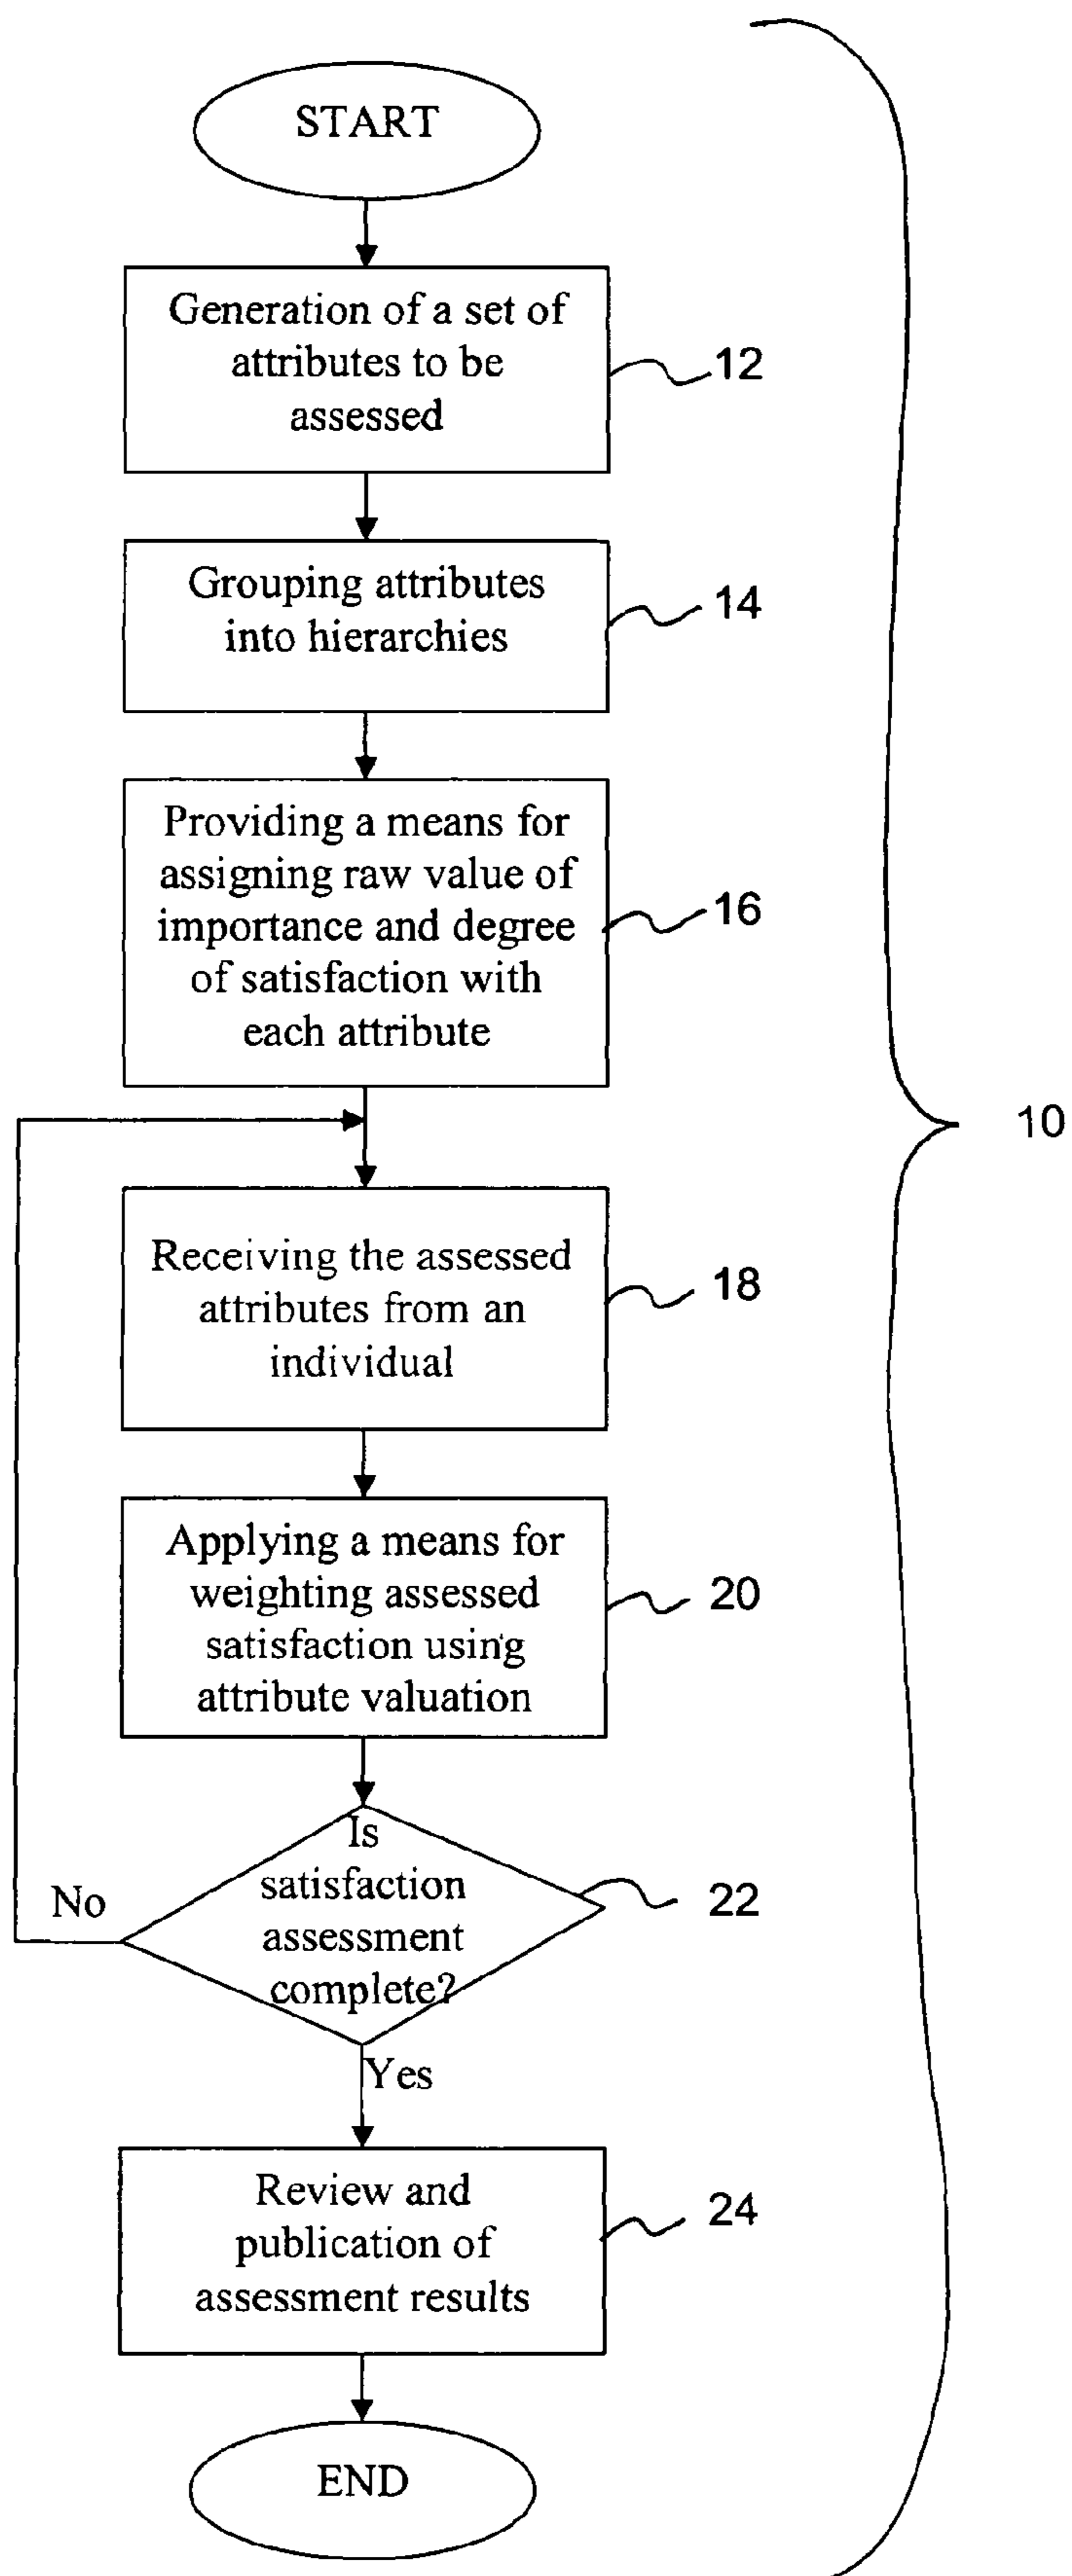 START
Generation of a set of
attributes to be
assessed
12
Grouping attributes
into hierarchies
14
Providing a means for
assigning raw value of
importance and degree
of satisfaction with
each attribute
16
10
Receiving the assessed
attributes from an
individual
18
Applying a means for
weighting assessed
satisfaction using
attribute valuation
20
Is
satisfaction
assessment
complete?
22
No
Yes
Review and
publication of
assessment results
24
END